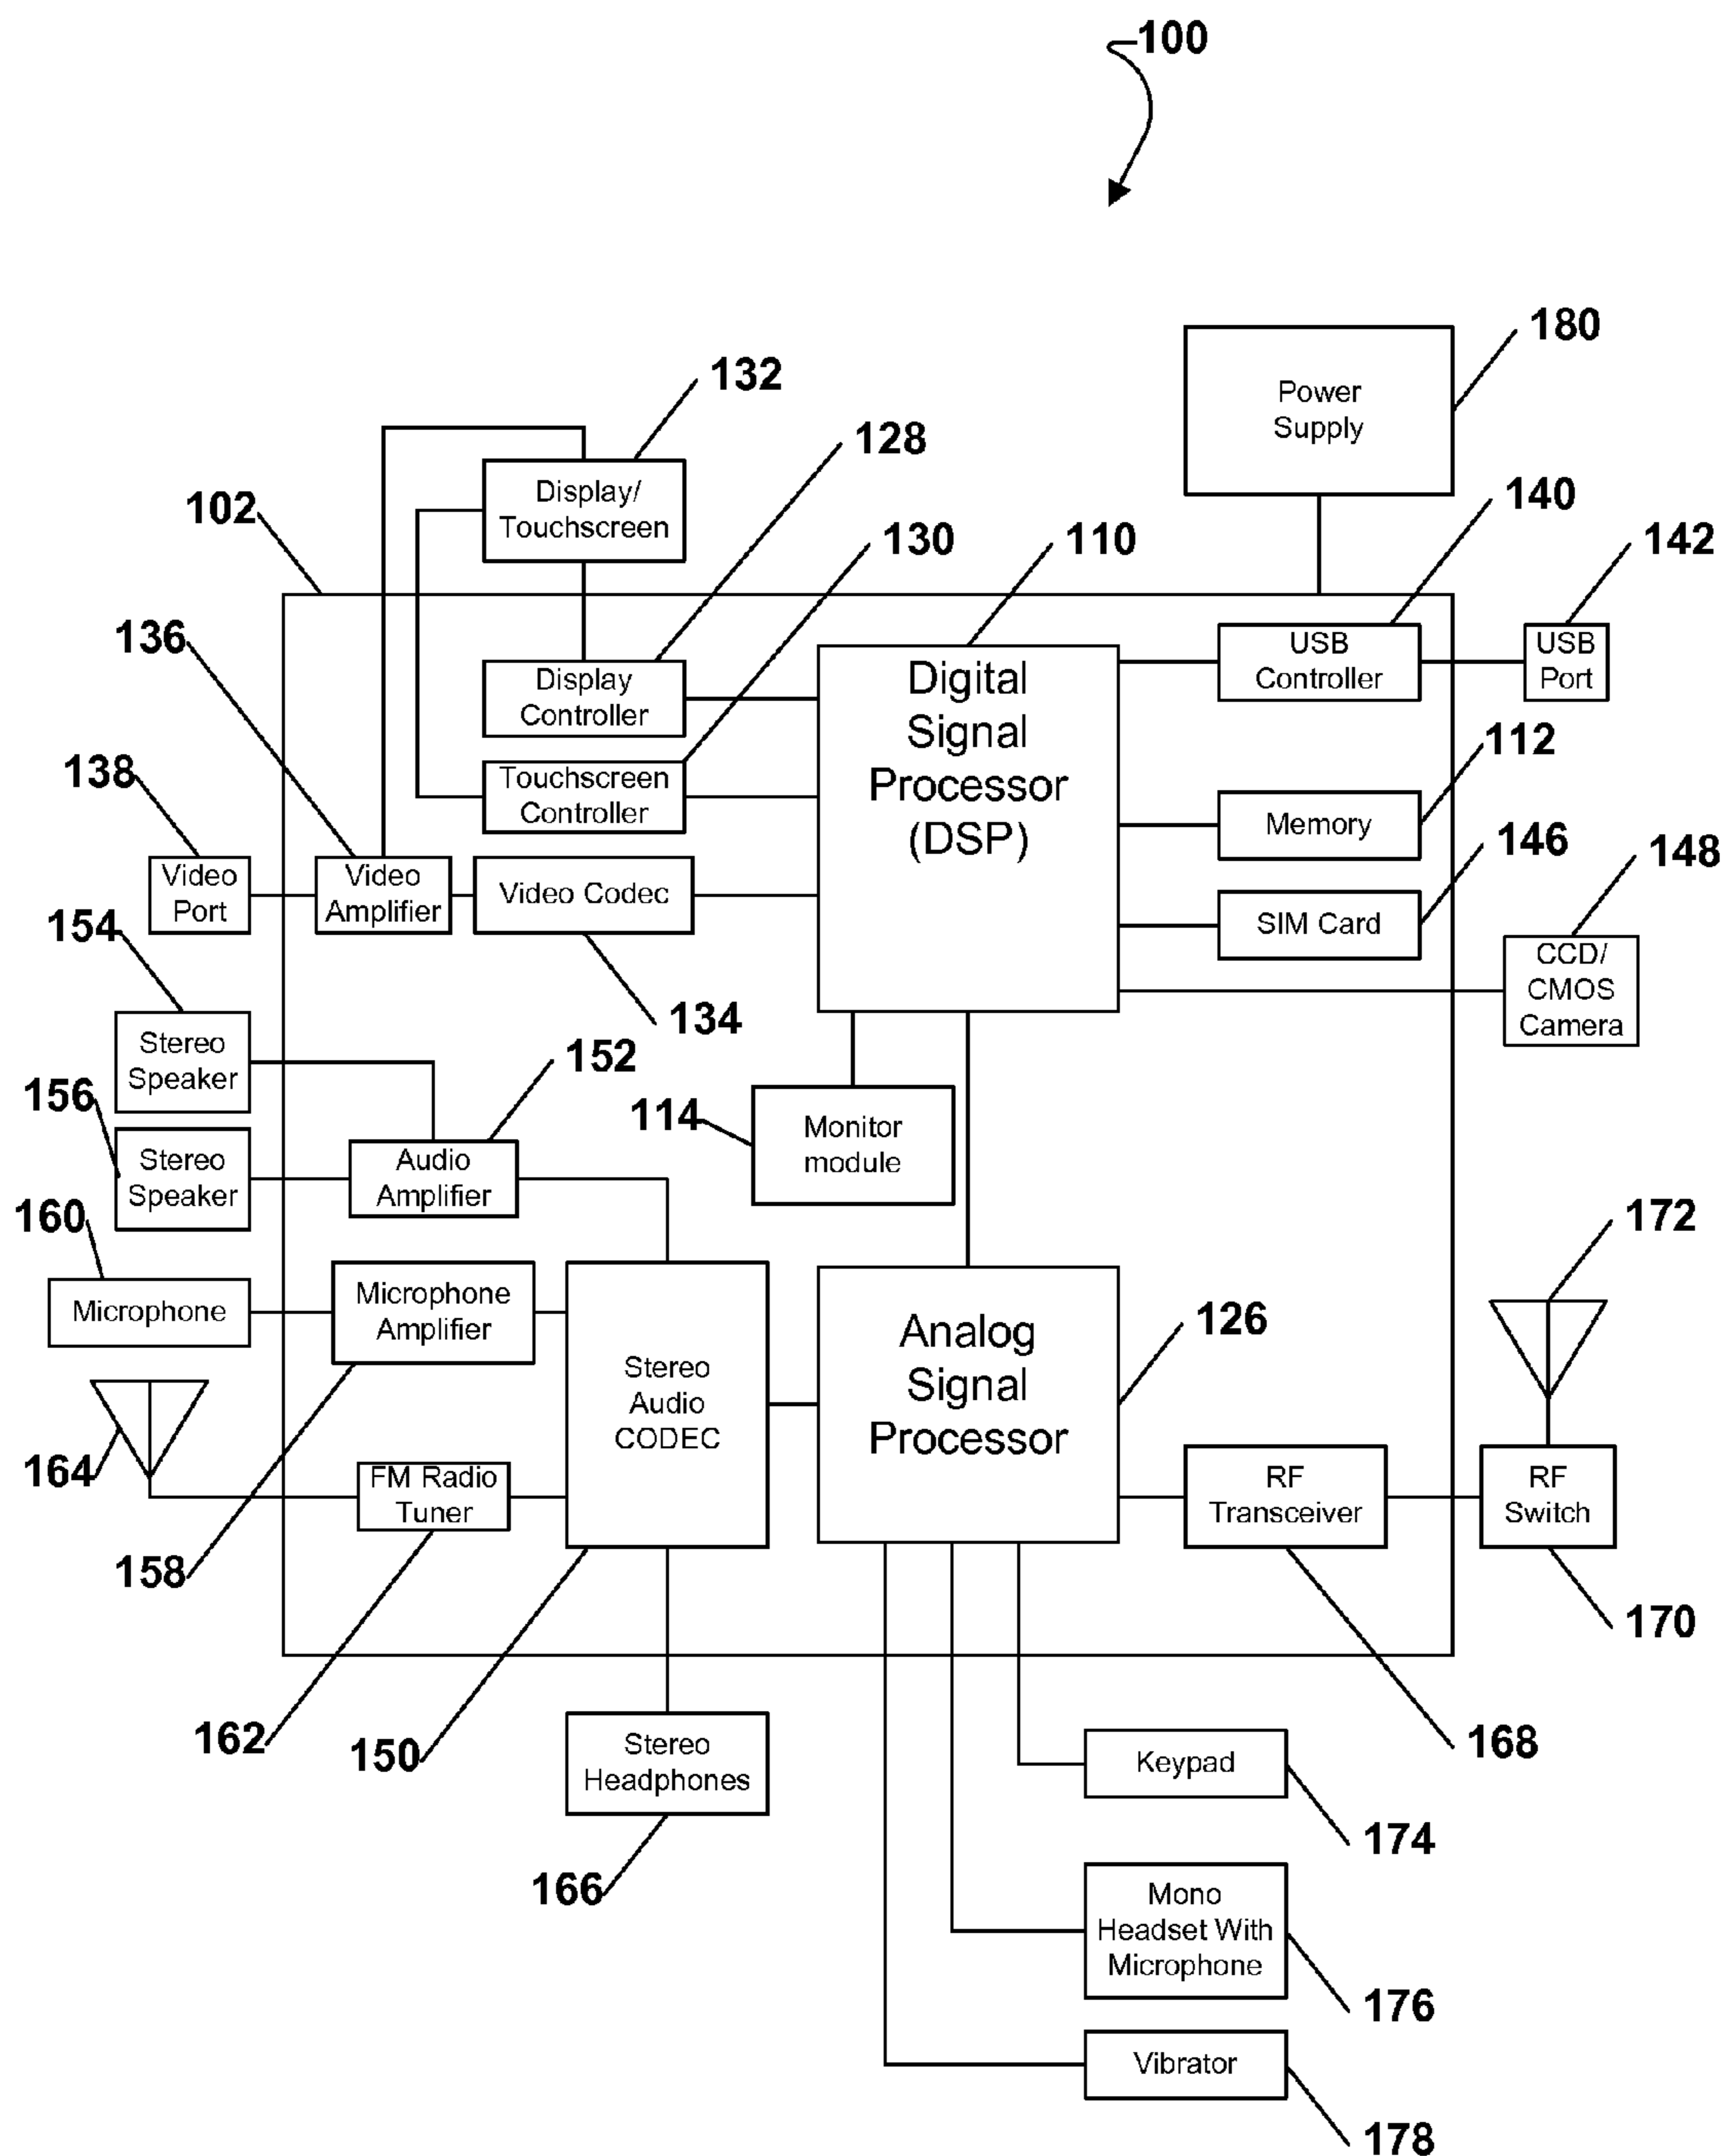 100
180
Power
Supply
132
128
Display/
Touchscreen
102
130
110
140
142
136
Display
Controller
Digital
Signal
Processor
(DSP)
USB
Controller
USB
Port
138
Touchscreen
Controller
112
Memory
146
148
Video
Port
Video
Amplifier
Video Codec
SIM Card
154
CCD/
CMOS
Camera
134
Stereo
Speaker
152
156
114
Monitor
module
Stereo
Speaker
Audio
Amplifier
160
172
Microphone
Microphone
Amplifier
Stereo
Audio
CODEC
Analog
Signal
Processor
126
164
FM Radio
Tuner
RF
Transceiver
RF
Switch
158
170
162
150
Stereo
Headphones
168
Keypad
174
166
Mono
Headset With
Microphone
176
Vibrator
178